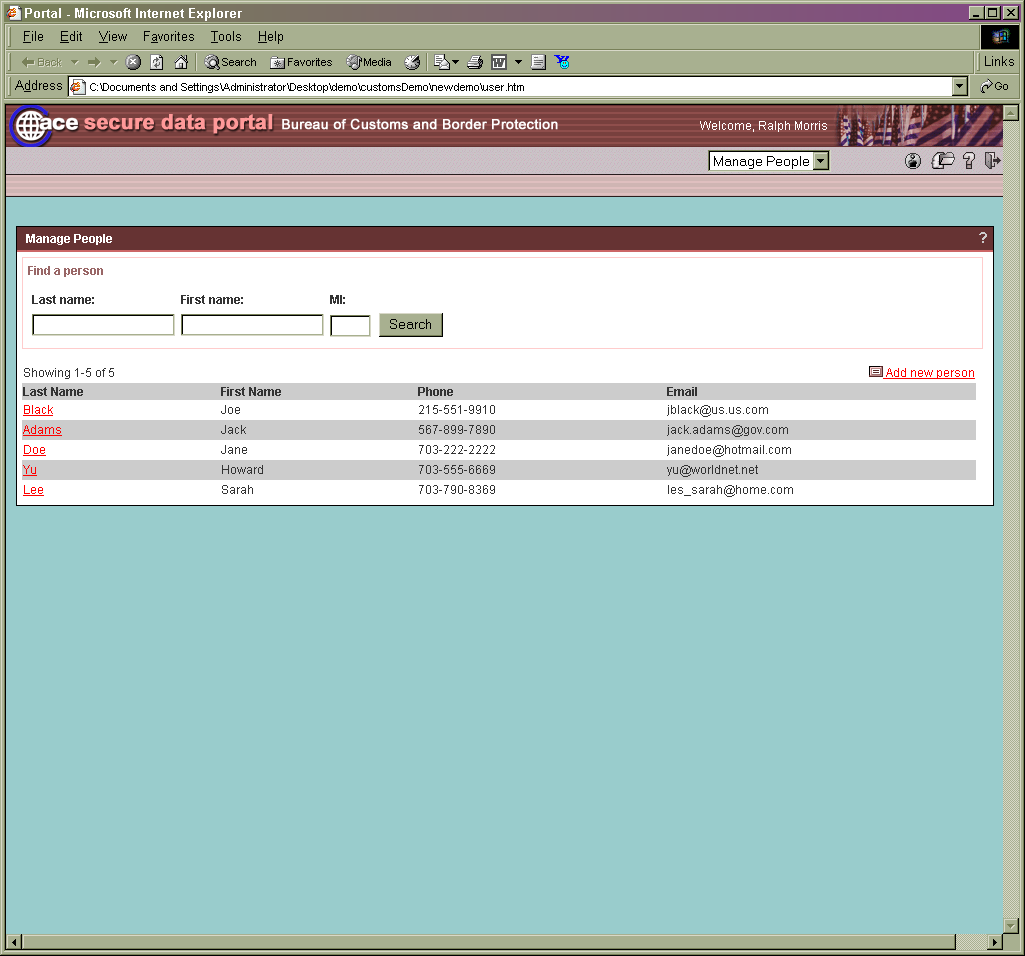 Portal - Microsoft Internet Explorer
File Edit View Favorites Tools Help
Back Search Favorites Media Links
Address C:\Documents and Settings\Administrator\Desktop\demo\customsDemo\newdemo\user.htm Go
ace secure data portal Bureau of Customs and Border Protection Welcome, Ralph Morris
Manage People
Manage People ?
Find a person
Last name: First name: MI:
Search
Showing 1-5 of 5 Add new person
Last Name First Name Phone Email
Black Joe 215-551-9910 jblack@us.us.com
Adams Jack 567-899-7890 jack.adams@gov.com
Doe Jane 703-222-2222 janedoe@hotmail.com
Yu Howard 703-555-6669 yu@worldnet.net
Lee Sarah 703-790-8369 les_sarah@home.com